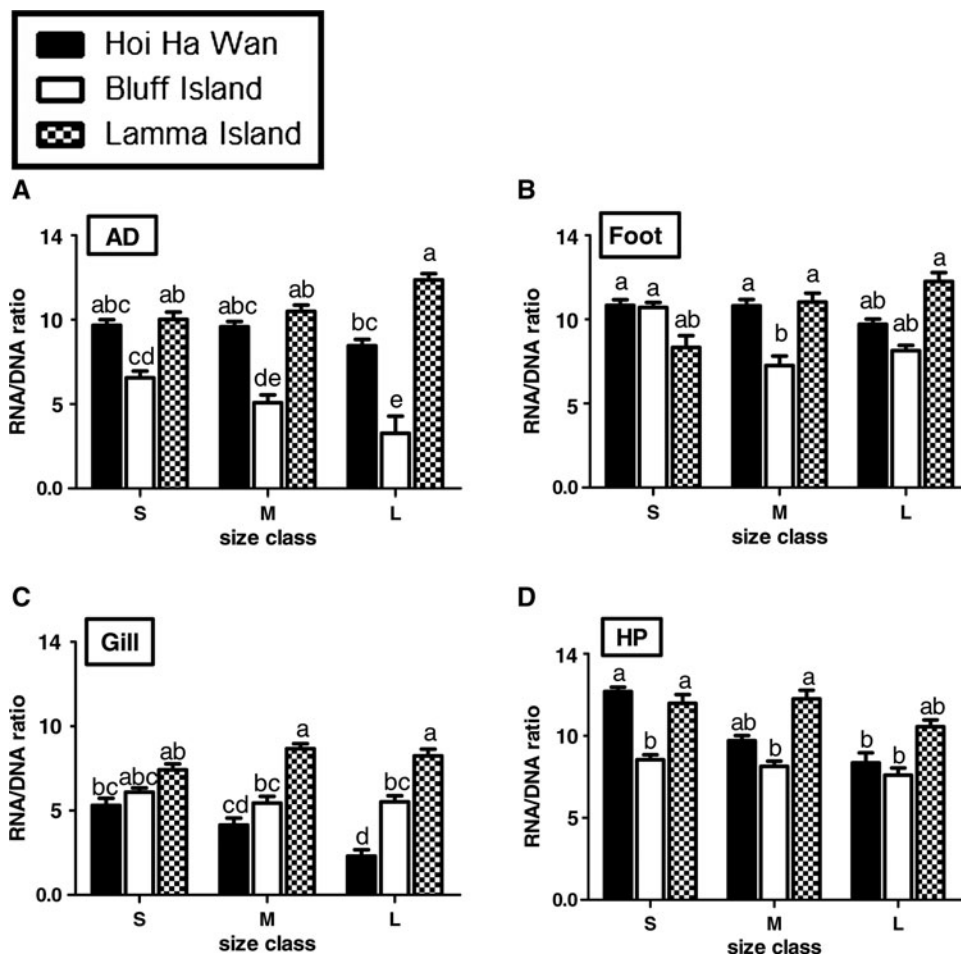 Hoi Ha Wan
Bluff Island
Lamma Island
A
AD
14
10
5
0.0
RNA/DNA ratio
abc
cd
ab
abc
de
ab
bc
e
a
S
M
L
size class
B
Foot
14
10
5
0.0
RNA/DNA ratio
a
a
ab
a
b
a
ab
ab
a
S
M
L
size class
C
Gill
14
10
5
0.0
RNA/DNA ratio
bc
abc
ab
cd
bc
a
d
bc
a
S
M
L
size class
D
HP
14
10
5
0.0
RNA/DNA ratio
a
b
a
ab
b
a
b
b
ab
S
M
L
size class